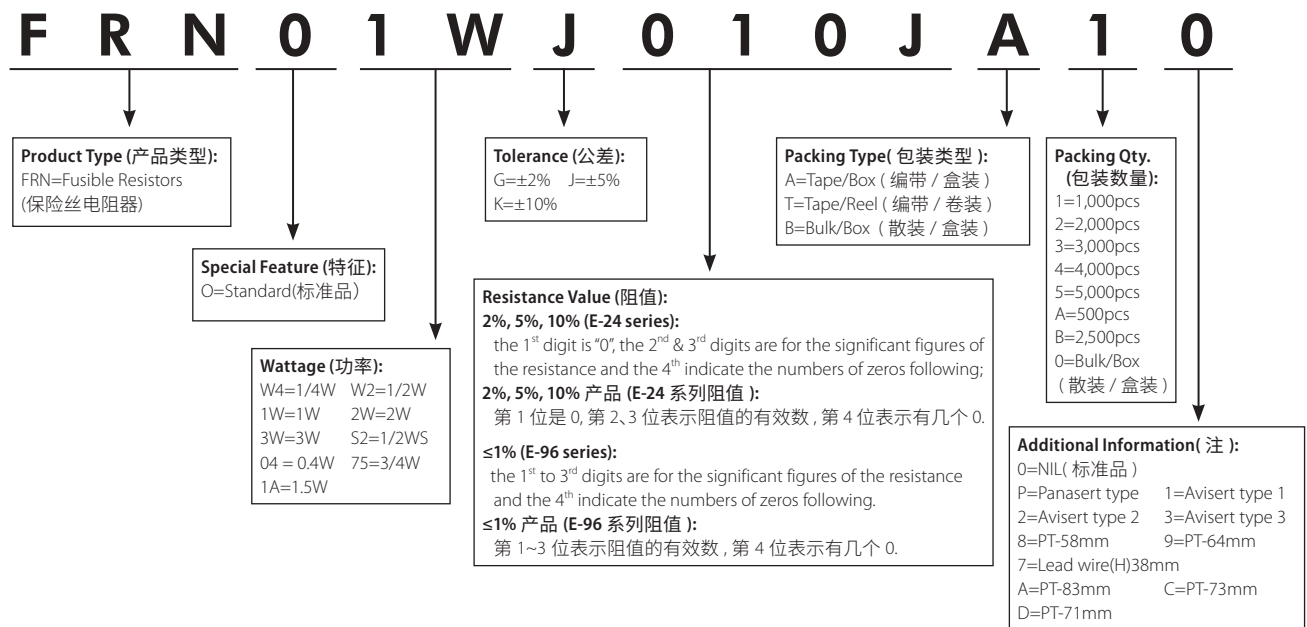 F R N 0 1 W J 0 1 0 J A 1 0
Product Type (产品类型):
FRN=Fusible Resistors
(保险丝电阻器)
Special Feature (特征):
O=Standard(标准品)
Wattage (功率):
W4=1/4W W2=1/2W
1W=1W 2W=2W
3W=3W S2=1/2WS
04 = 0.4W 75=3/4W
1A=1.5W
Tolerance (公差):
G=±2% J=±5%
K=±10%
Resistance Value (阻值):
2%, 5%, 10% (E-24 series):
the 1st digit is "0", the 2nd & 3rd digits are for the significant figures of
the resistance and the 4th indicate the numbers of zeros following;
2%, 5%, 10% 产品 (E-24 系列阻值 ):
第 1 位是 0, 第 2、3 位表示阻值的有效数 , 第 4 位表示有几个 0.
≤1% (E-96 series):
the 1st to 3rd digits are for the significant figures of the resistance
and the 4th indicate the numbers of zeros following.
≤1% 产品 (E-96 系列阻值 ):
第 1~3 位表示阻值的有效数 , 第 4 位表示有几个 0.
Packing Type( 包装类型 ):
A=Tape/Box ( 编带 / 盒装 )
T=Tape/Reel ( 编带 / 卷装 )
B=Bulk/Box ( 散装 / 盒装 )
Packing Qty.
(包装数量):
1=1,000pcs
2=2,000pcs
3=3,000pcs
4=4,000pcs
5=5,000pcs
A=500pcs
B=2,500pcs
0=Bulk/Box
( 散装 / 盒装 )
Additional Information( 注 ):
0=NIL( 标准品 )
P=Panasert type 1=Avisert type 1
2=Avisert type 2 3=Avisert type 3
8=PT-58mm 9=PT-64mm
7=Lead wire(H)38mm
A=PT-83mm C=PT-73mm
D=PT-71mm